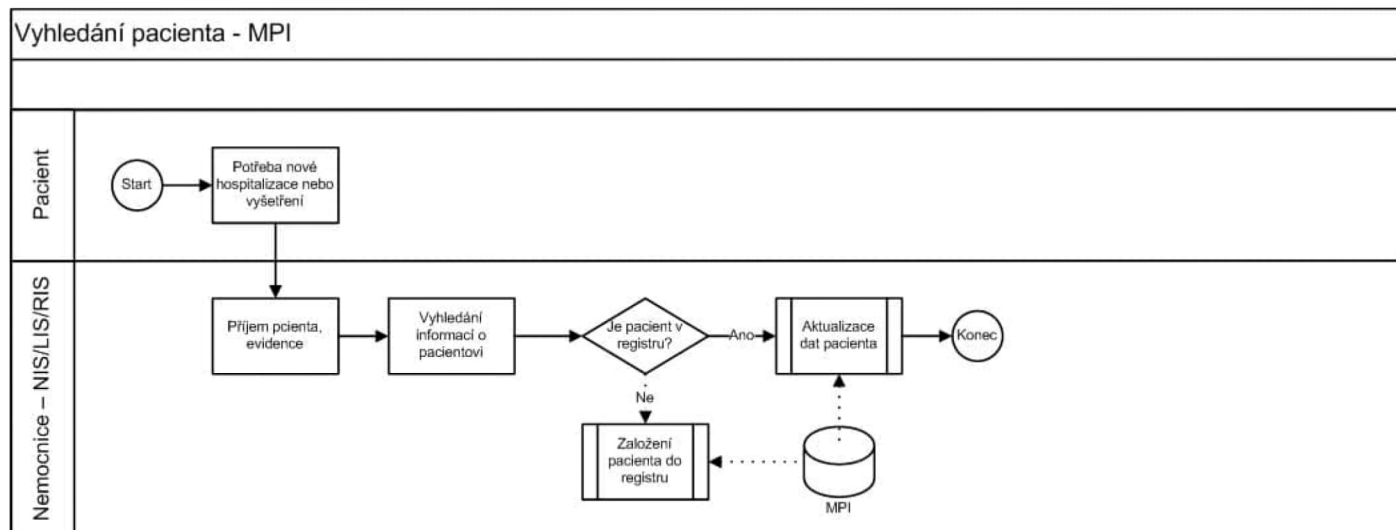 Vyhledání pacienta - MPI
Pacient
Start
Potřeba nové
hospitalizace nebo
vyšetření
Nemocnice – NIS/LIS/RIS
Příjem pcienta,
evidence
Vyhledání
informací o
pacientovi
Je pacient v
registru?
Ano
Aktualizace
dat pacienta
Konec
Ne
Založení
pacienta do
registru
MPI